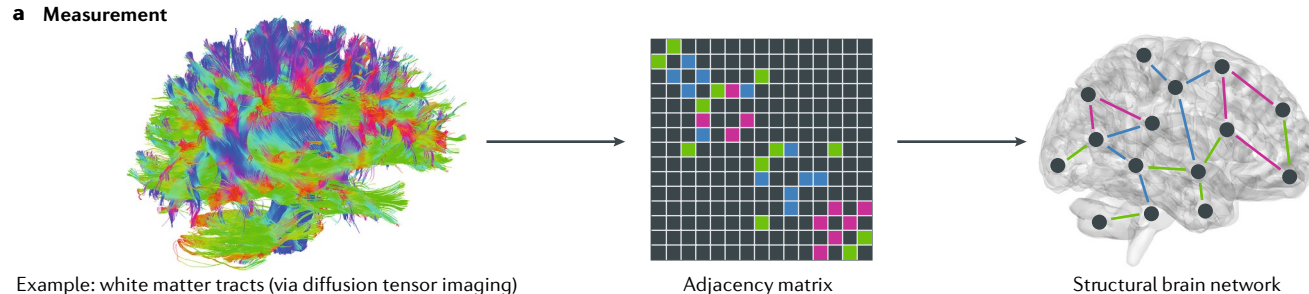 a Measurement
Example: white matter tracts (via diffusion tensor imaging)
Adjacency matrix
Structural brain network